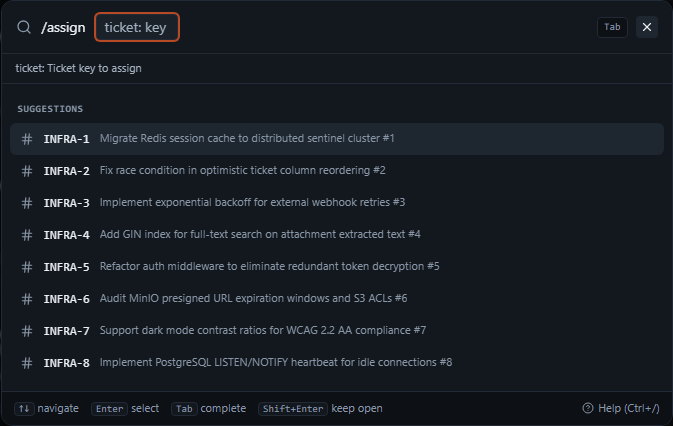 /assign ticket: key Tab
ticket: Ticket key to assign
SUGGESTIONS
# INFRA-1 Migrate Redis session cache to distributed sentinel cluster #1
# INFRA-2 Fix race condition in optimistic ticket column reordering #2
# INFRA-3 Implement exponential backoff for external webhook retries #3
# INFRA-4 Add GIN index for full-text search on attachment extracted text #4
# INFRA-5 Refactor auth middleware to eliminate redundant token decryption #5
# INFRA-6 Audit MinIO presigned URL expiration windows and S3 ACLs #6
# INFRA-7 Support dark mode contrast ratios for WCAG 2.2 AA compliance #7
# INFRA-8 Implement PostgreSQL LISTEN/NOTIFY heartbeat for idle connections #8
↑↓ navigate Enter select Tab complete Shift+Enter keep open Help (Ctrl+/)